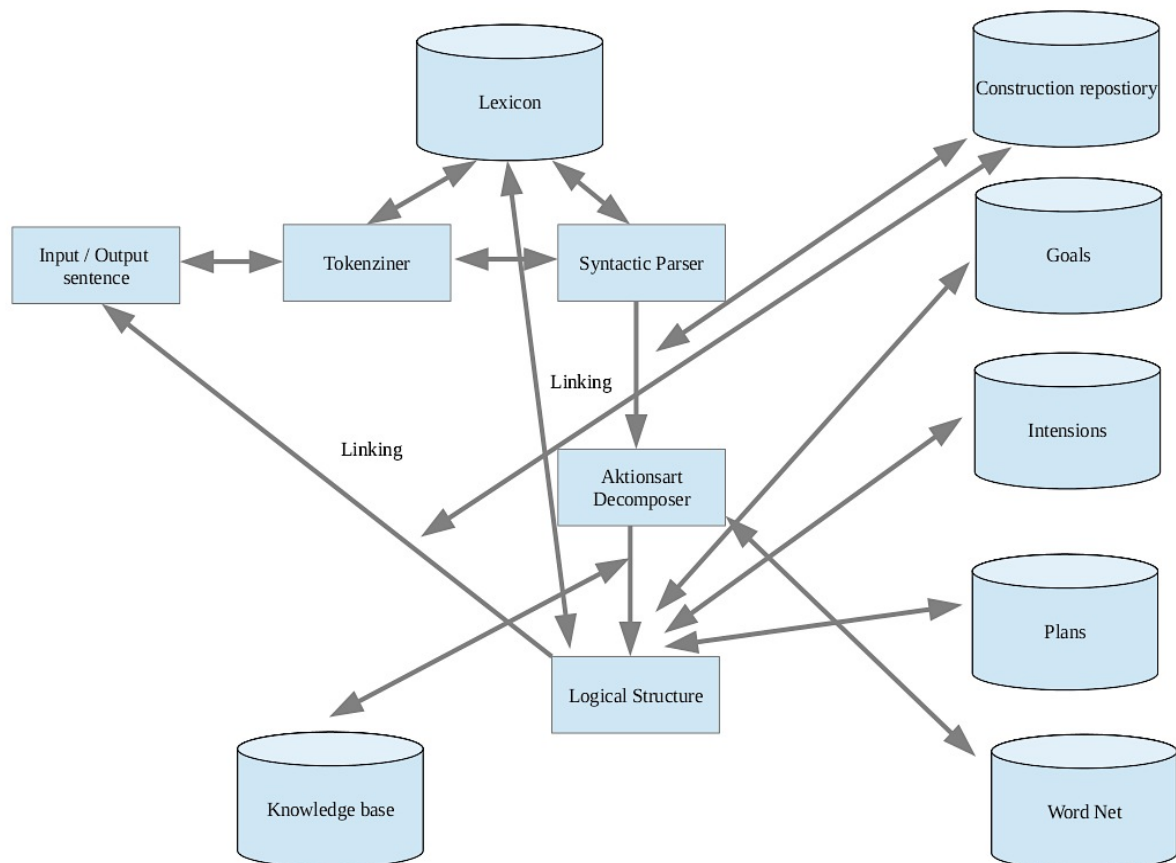 Lexicon
Construction repostiory
Input / Output
sentence
Tokenziner
Syntactic Parser
Goals
Linking
Linking
Intensions
Aktionsart
Decomposer
Plans
Logical Structure
Knowledge base
Word Net